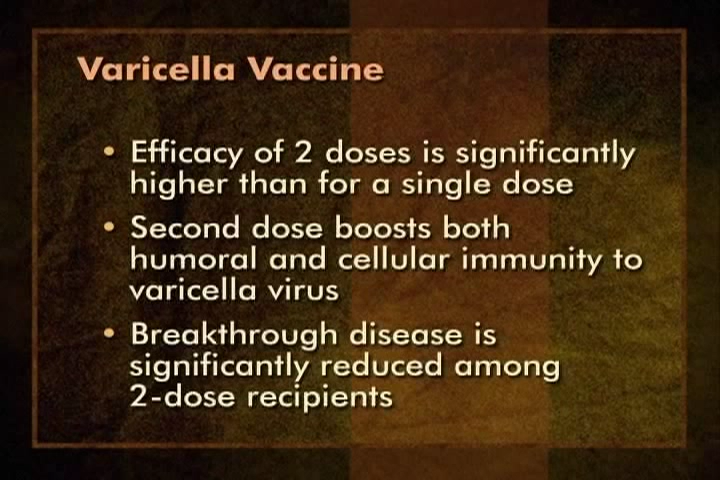 Varicella Vaccine
• Efficacy of 2 doses is significantly
higher than for a single dose
• Second dose boosts both
humoral and cellular immunity to
varicella virus
• Breakthrough disease is
significantly reduced among
2-dose recipients